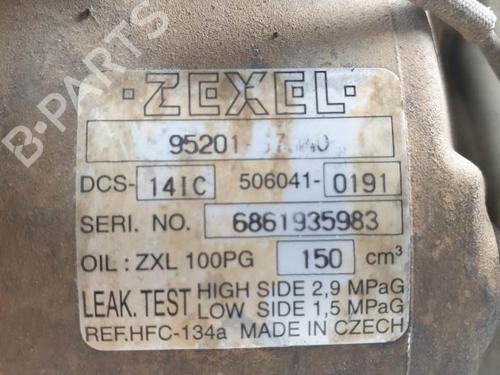 ·ZEXEL·
95201-
DCS-14IC 506041-0191
SERI. NO. 6861935983
OIL : ZXL 100PG 150 cm³
LEAK. TEST HIGH SIDE 2,9 MPaG
LOW SIDE 1,5 MPaG
REF.HFC-134a MADE IN CZECH
B-PARTS